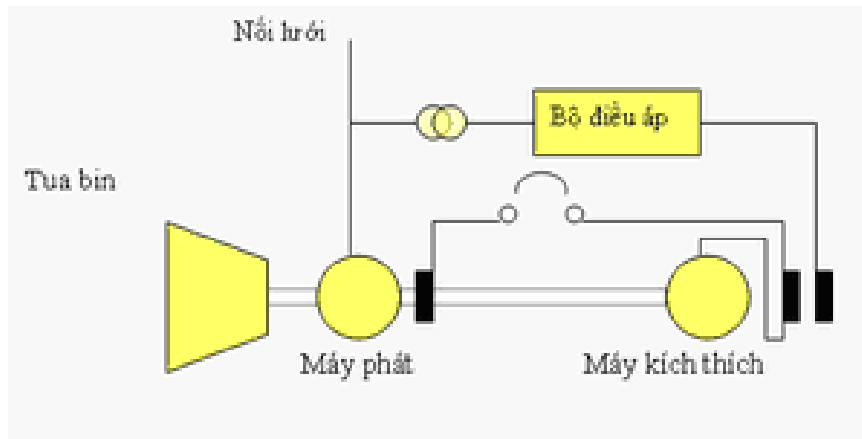 Nối lưới
Bộ điều áp
Tua bin
Máy phát
Máy kích thích